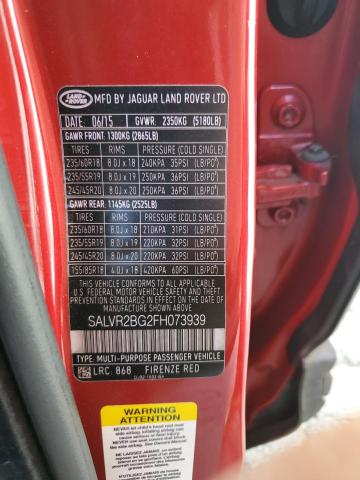 LAND ROVER MFD BY JAGUAR LAND ROVER LTD
DATE: 06/15 GVWR: 2350KG (5180LB)
GAWR FRONT: 1300KG (2865LB)
TIRES RIMS PRESSURE (COLD SINGLE)
235/60R18 8.0J x 18 240KPA 35PSI (LB/PO²)
235/55R19 8.0J x 19 250KPA 36PSI (LB/PO²)
245/45R20 8.0J x 20 250KPA 36PSI (LB/PO²)
GAWR REAR: 1145KG (2525LB)
TIRES RIMS PRESSURE (COLD SINGLE)
235/60R18 8.0J x 18 210KPA 31PSI (LB/PO²)
235/55R19 8.0J x 19 220KPA 32PSI (LB/PO²)
245/45R20 8.0J x 20 220KPA 32PSI (LB/PO²)
155/85R18 4.0J x 18 420KPA 60PSI (LB/PO²)
THIS VEHICLE CONFORMS TO ALL APPLICABLE
FEDERAL MOTOR VEHICLE SAFETY
BUMPER AND THEFT PREVENTION
STANDARDS IN EFFECT ON THE DATE
OF MANUFACTURE SHOWN ABOVE
SALVR2BG2FH073939
TYPE: MULTI-PURPOSE PASSENGER VEHICLE
LRC: 868 FIRENZE RED
WARNING
ATTENTION